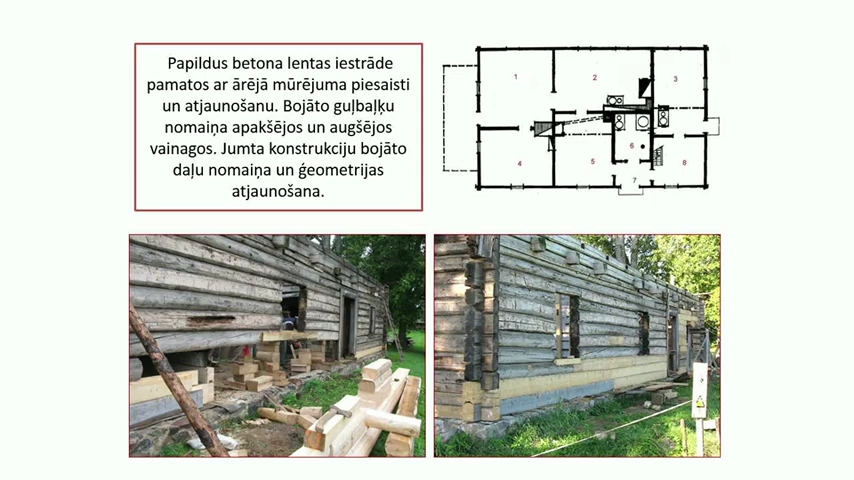 Papildus betona lentas iestrāde
pamatos ar ārējā mūrējuma piesaisti
un atjaunošanu. Bojāto guļbaļķu
nomaiņa apakšējos un augšējos
vainagos. Jumta konstrukciju bojāto
daļu nomaiņa un ģeometrijas
atjaunošana.
1
2
3
4
5
6
7
8